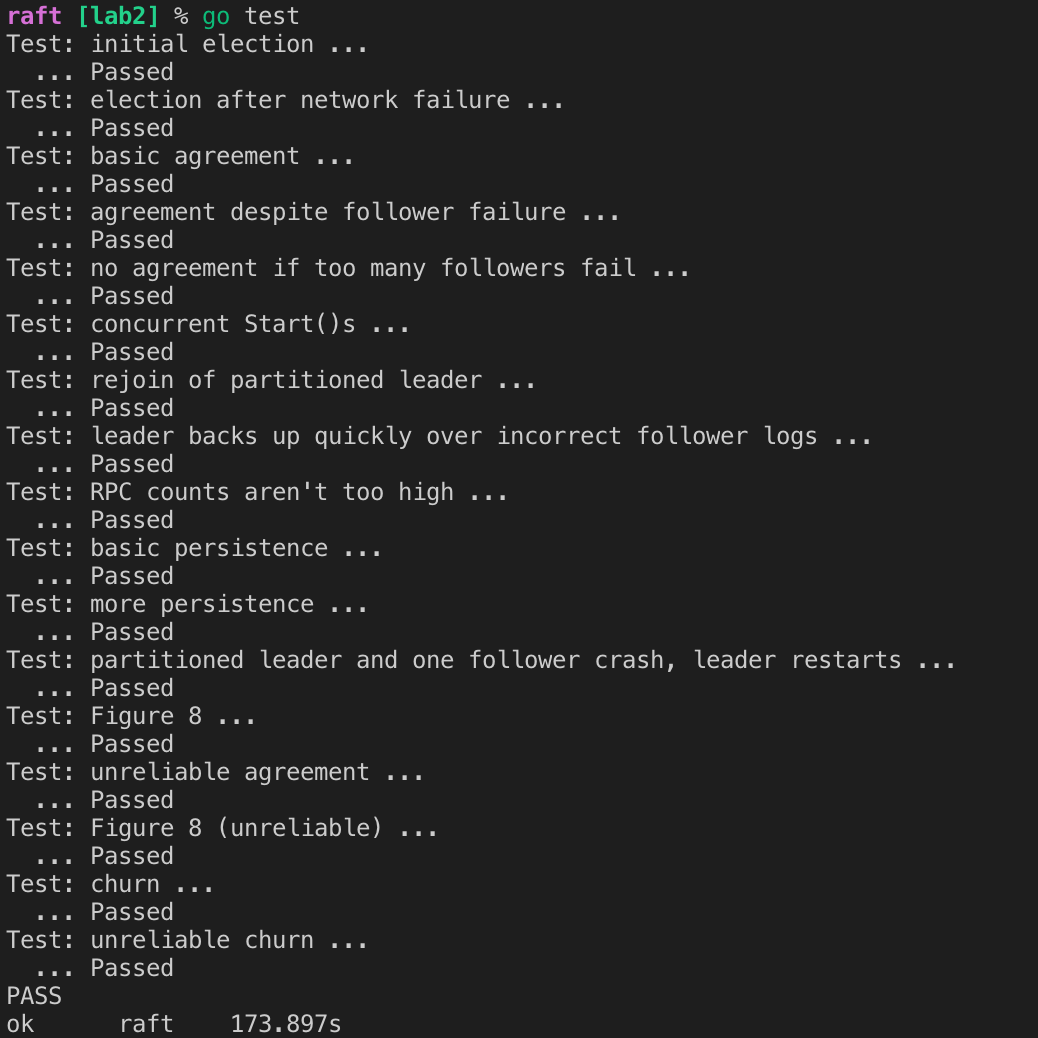 raft [lab2] % go test
Test: initial election ...
  ... Passed
Test: election after network failure ...
  ... Passed
Test: basic agreement ...
  ... Passed
Test: agreement despite follower failure ...
  ... Passed
Test: no agreement if too many followers fail ...
  ... Passed
Test: concurrent Start()s ...
  ... Passed
Test: rejoin of partitioned leader ...
  ... Passed
Test: leader backs up quickly over incorrect follower logs ...
  ... Passed
Test: RPC counts aren't too high ...
  ... Passed
Test: basic persistence ...
  ... Passed
Test: more persistence ...
  ... Passed
Test: partitioned leader and one follower crash, leader restarts ...
  ... Passed
Test: Figure 8 ...
  ... Passed
Test: unreliable agreement ...
  ... Passed
Test: Figure 8 (unreliable) ...
  ... Passed
Test: churn ...
  ... Passed
Test: unreliable churn ...
  ... Passed
PASS
ok      raft    173.897s